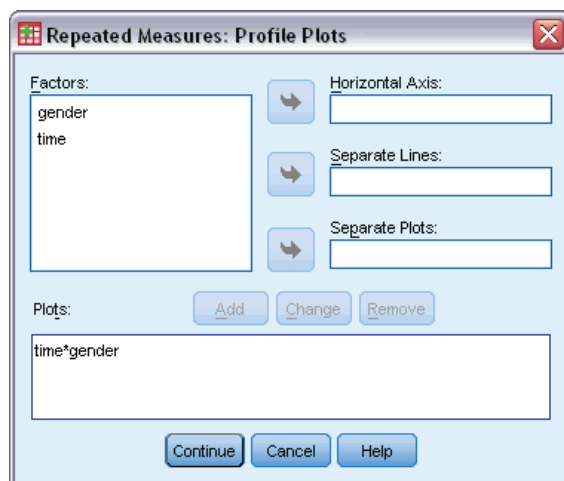 Repeated Measures: Profile Plots
Factors:
gender
time
Horizontal Axis:
Separate Lines:
Separate Plots:
Plots:
Add
Change
Remove
time*gender
Continue
Cancel
Help